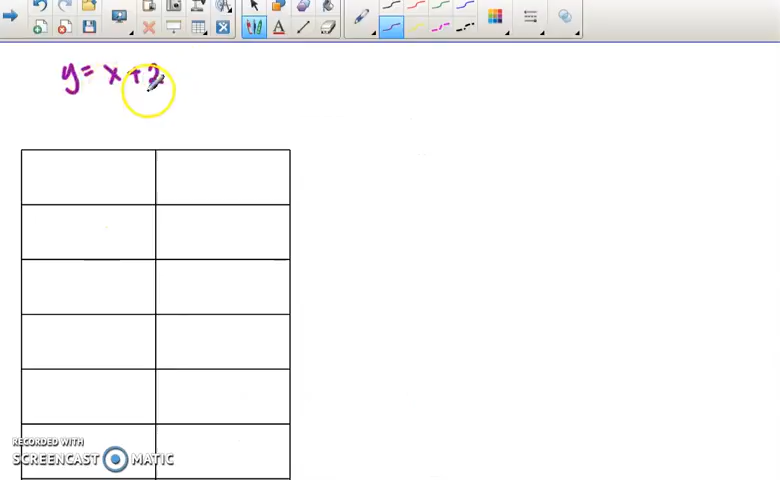 y = x + 2
RECORDED WITH
SCREENCAST MATIC